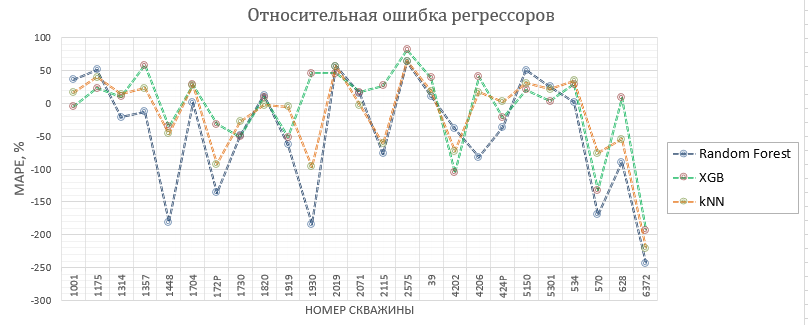 Относительная ошибка регрессоров
100
50
0
-50
-100
-150
-200
-250
-300
MAPE, %
1001 1175 1314 1357 1448 1704 172Р 1730 1820 1919 1930 2019 2071 2115 2575 39 4202 4206 424Р 5150 5301 534 570 628 6372
НОМЕР СКВАЖИНЫ
Random Forest
XGB
kNN